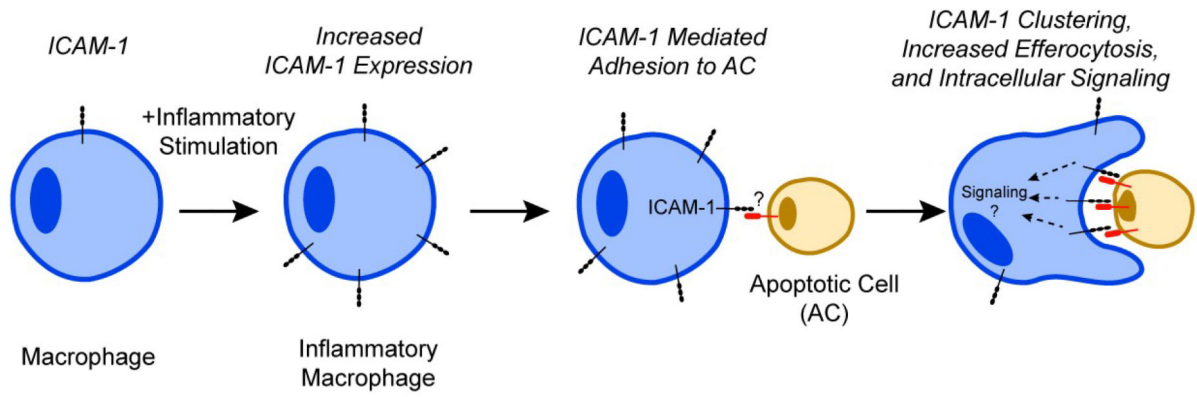 ICAM-1
+Inflammatory
Stimulation
Macrophage
Increased
ICAM-1 Expression
Inflammatory
Macrophage
ICAM-1 Mediated
Adhesion to AC
ICAM-1
?
Apoptotic Cell
(AC)
ICAM-1 Clustering,
Increased Efferocytosis,
and Intracellular Signaling
Signaling
?